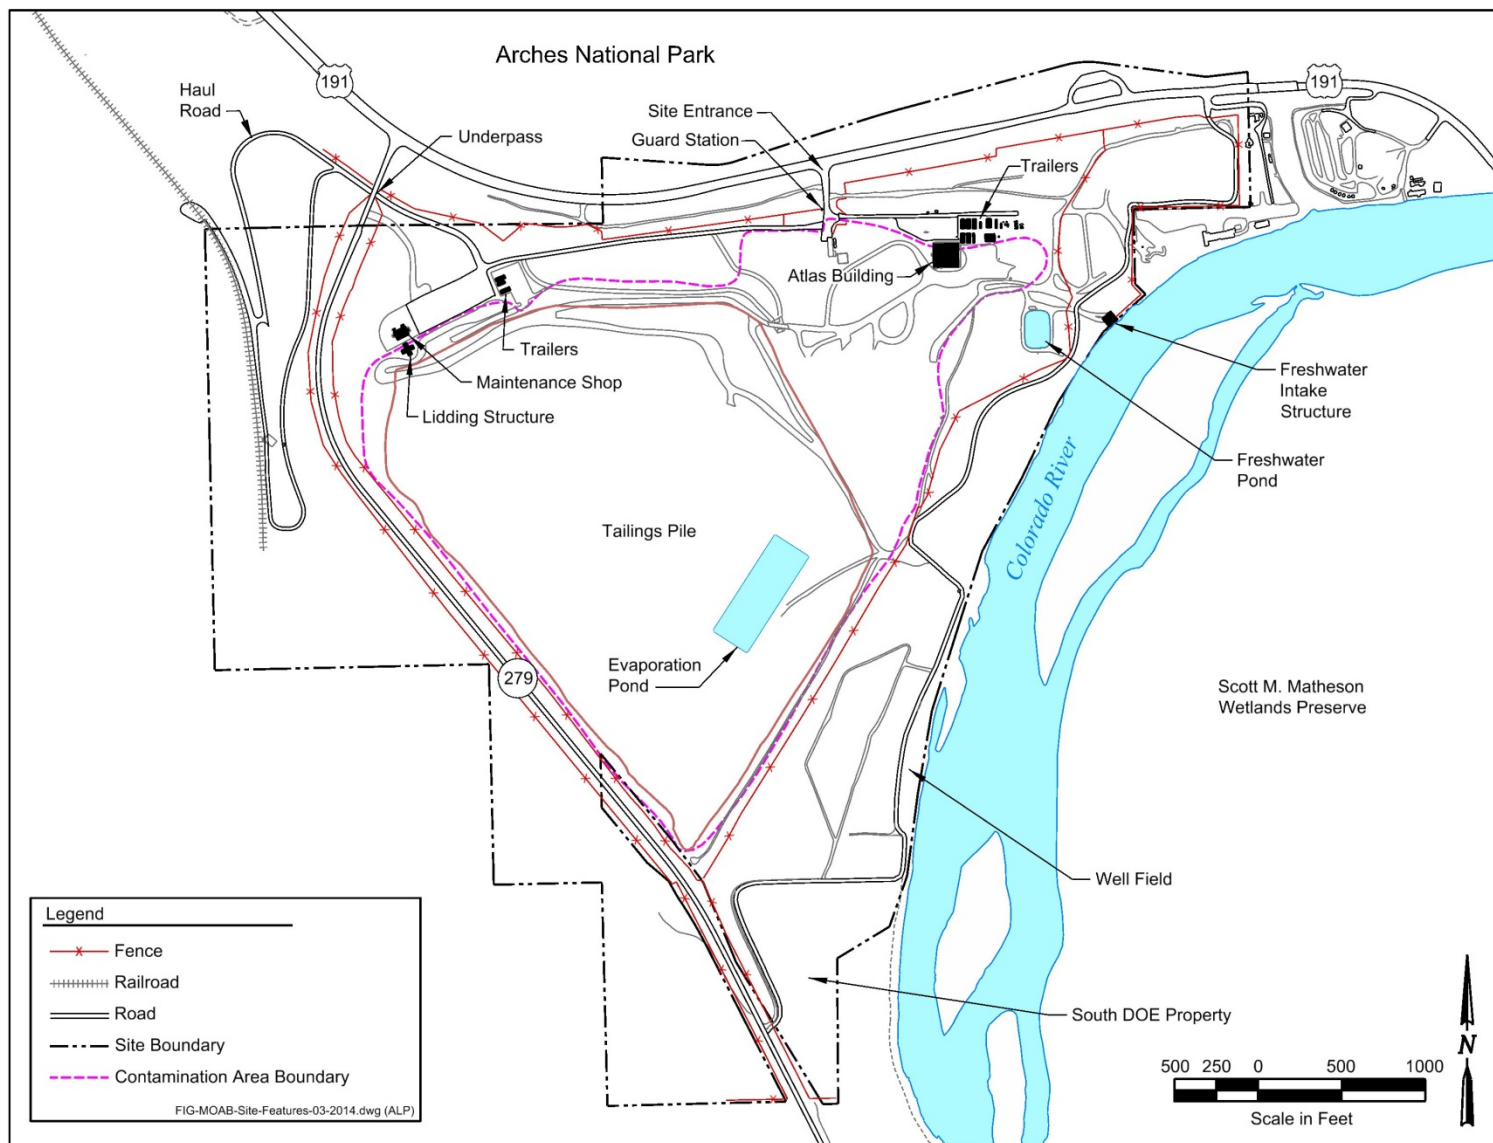 Arches National Park
191
191
Haul
Road
Underpass
Site Entrance
Guard Station
Trailers
Atlas Building
Trailers
Maintenance Shop
Lidding Structure
Freshwater
Intake
Structure
Freshwater
Pond
Colorado River
Tailings Pile
Evaporation
Pond
279
Scott M. Matheson
Wetlands Preserve
Well Field
South DOE Property
Legend
Fence
Railroad
Road
Site Boundary
Contamination Area Boundary
FIG-MOAB-Site-Features-03-2014.dwg (ALP)
N
500 250 0 500 1000
Scale in Feet